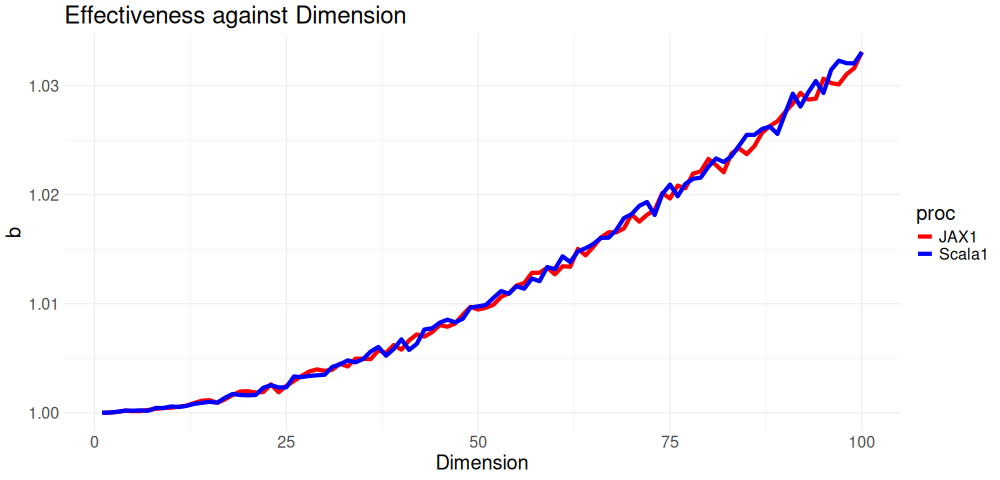 Effectiveness against Dimension
b
1.03
1.02
1.01
1.00
0
25
50
75
100
Dimension
proc
JAX1
Scala1